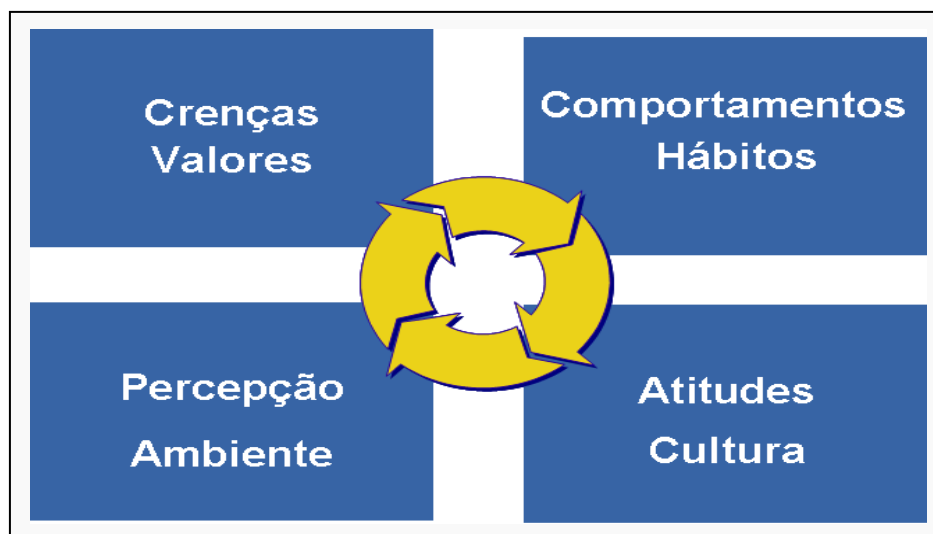 Crenças
Valores
Comportamentos
Hábitos
Percepção
Ambiente
Atitudes
Cultura